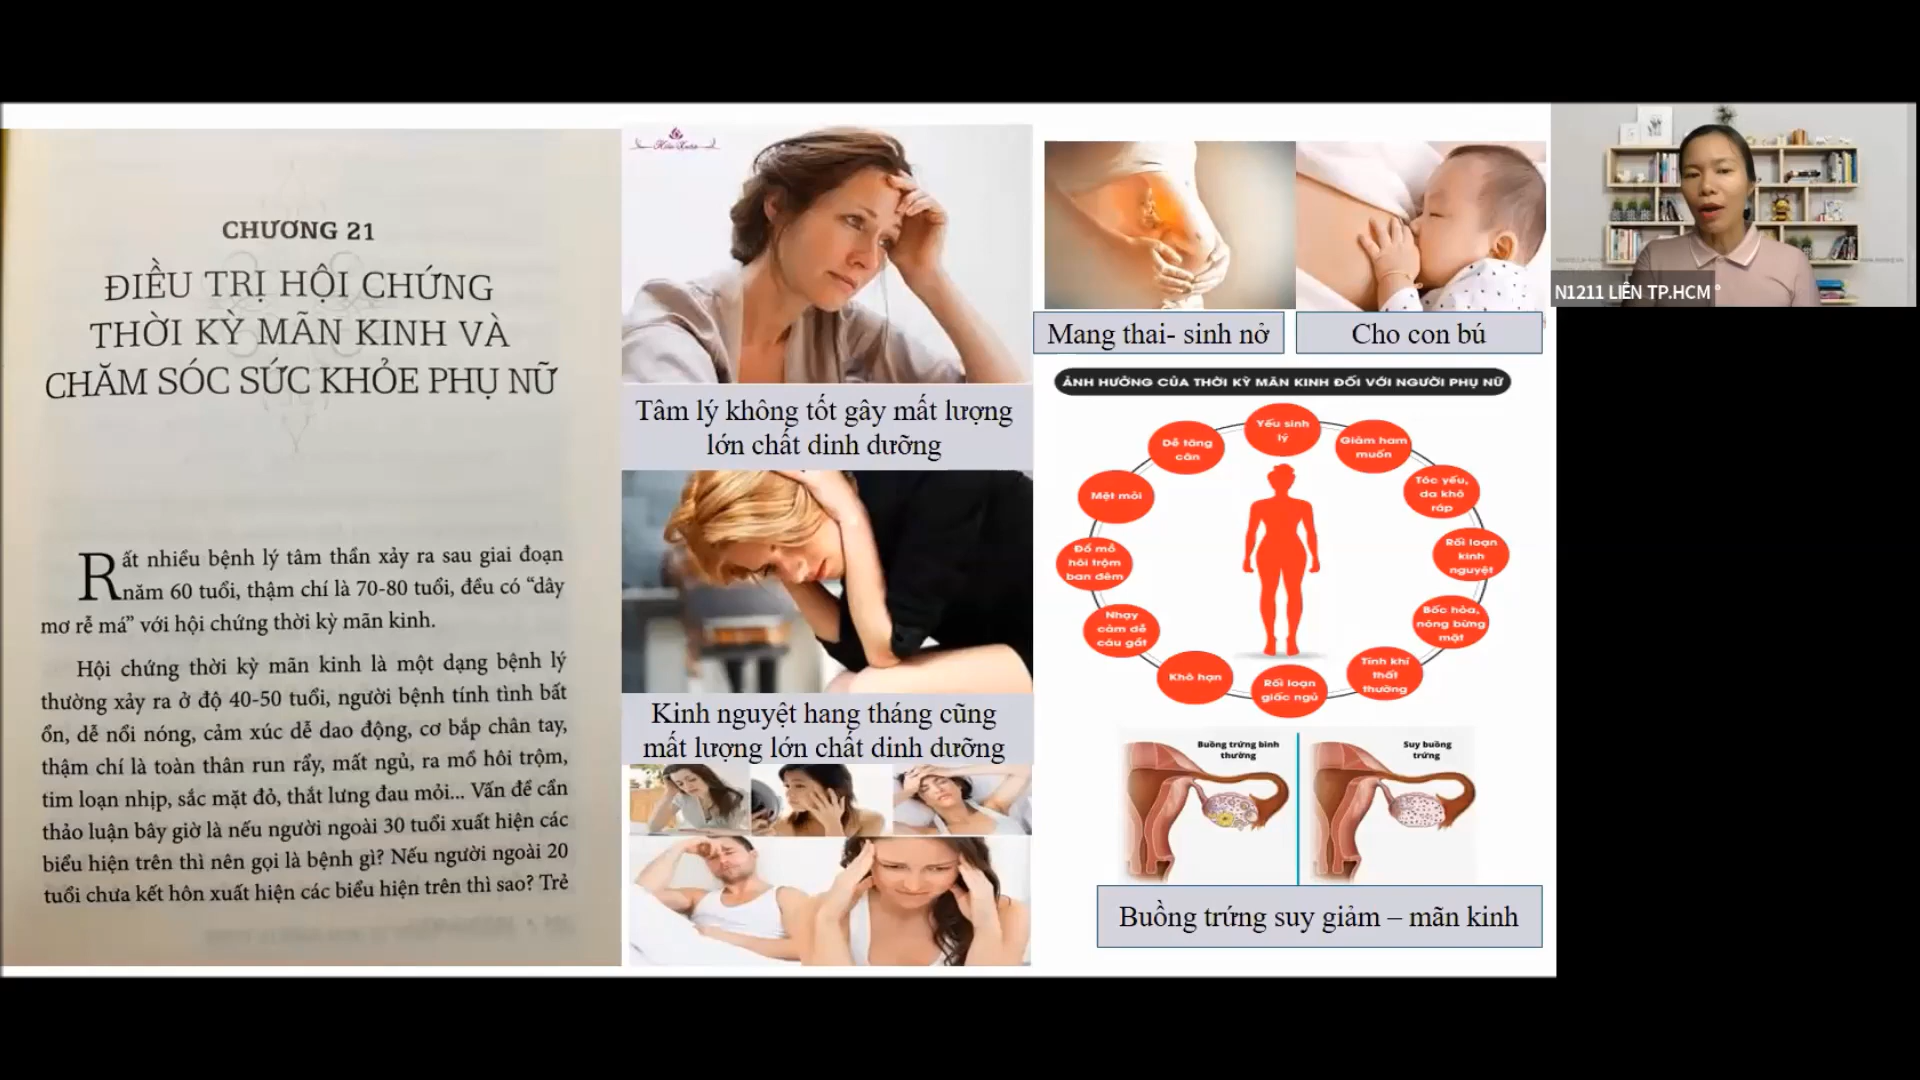 CHƯƠNG 21
ĐIỀU TRỊ HỘI CHỨNG
THỜI KỲ MÃN KINH VÀ
CHĂM SÓC SỨC KHỎE PHỤ NỮ
Rất nhiều bệnh lý tâm thần xảy ra sau giai đoạn
năm 60 tuổi, thậm chí là 70-80 tuổi, đều có “dây
mơ rễ má” với hội chứng thời kỳ mãn kinh.
Hội chứng thời kỳ mãn kinh là một dạng bệnh lý
thường xảy ra ở độ 40-50 tuổi, người bệnh tính tình bất
ổn, dễ nổi nóng, cảm xúc dễ dao động, cơ bắp chân tay,
thậm chí là toàn thân run rẩy, mất ngủ, ra mồ hôi trộm,
tim loạn nhịp, sắc mặt đỏ, thắt lưng đau mỏi... Vấn đề cần
thảo luận bây giờ là nếu người ngoài 30 tuổi xuất hiện các
biểu hiện trên thì nên gọi là bệnh gì? Nếu người ngoài 20
tuổi chưa kết hôn xuất hiện các biểu hiện trên thì sao? Trẻ
Tâm lý không tốt gây mất lượng
lớn chất dinh dưỡng
Kinh nguyệt hang tháng cũng
mất lượng lớn chất dinh dưỡng
Mang thai- sinh nở
Cho con bú
ẢNH HƯỞNG CỦA THỜI KỲ MÃN KINH ĐỐI VỚI NGƯỜI PHỤ NỮ
Yếu sinh
lý
Giảm ham
muốn
Tóc yếu,
da khô
ráp
Rối loạn
kinh
nguyệt
Bốc hỏa,
nóng bừng
mặt
Tính khí
thất
thường
Rối loạn
giấc ngủ
Khô hạn
Nhạy
cảm dễ
cáu gắt
Đổ mồ
hôi trộm
ban đêm
Mệt mỏi
Dễ tăng
cân
Buồng trứng bình
thường
Suy buồng
trứng
Buồng trứng suy giảm – mãn kinh
N1211 LIÊN TP.HCM